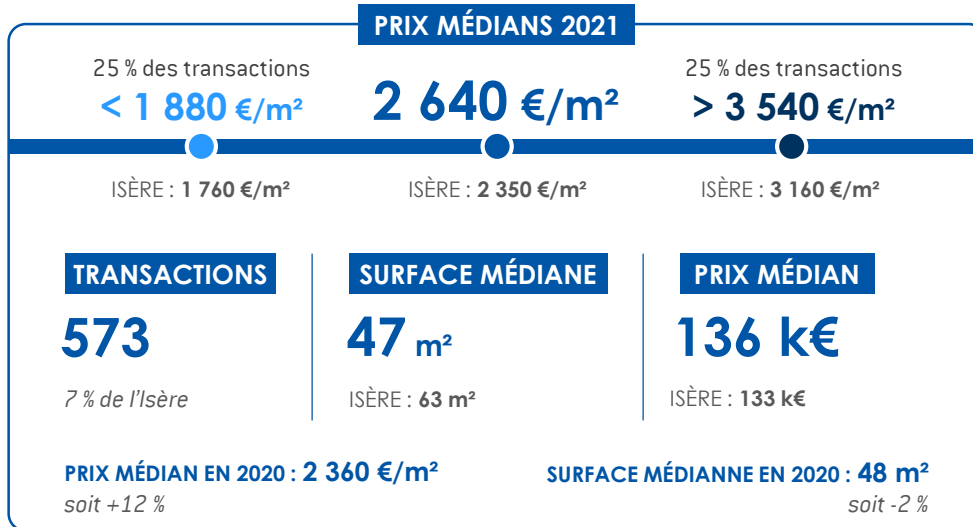 PRIX MÉDIANS 2021
25 % des transactions
< 1 880 €/m²
2 640 €/m²
25 % des transactions
> 3 540 €/m²
ISÈRE : 1 760 €/m²
ISÈRE : 2 350 €/m²
ISÈRE : 3 160 €/m²
TRANSACTIONS
573
7 % de l'Isère
SURFACE MÉDIANE
47 m²
ISÈRE : 63 m²
PRIX MÉDIAN
136 k€
ISÈRE : 133 k€
PRIX MÉDIAN EN 2020 : 2 360 €/m²
soit +12 %
SURFACE MÉDIANNE EN 2020 : 48 m²
soit -2 %